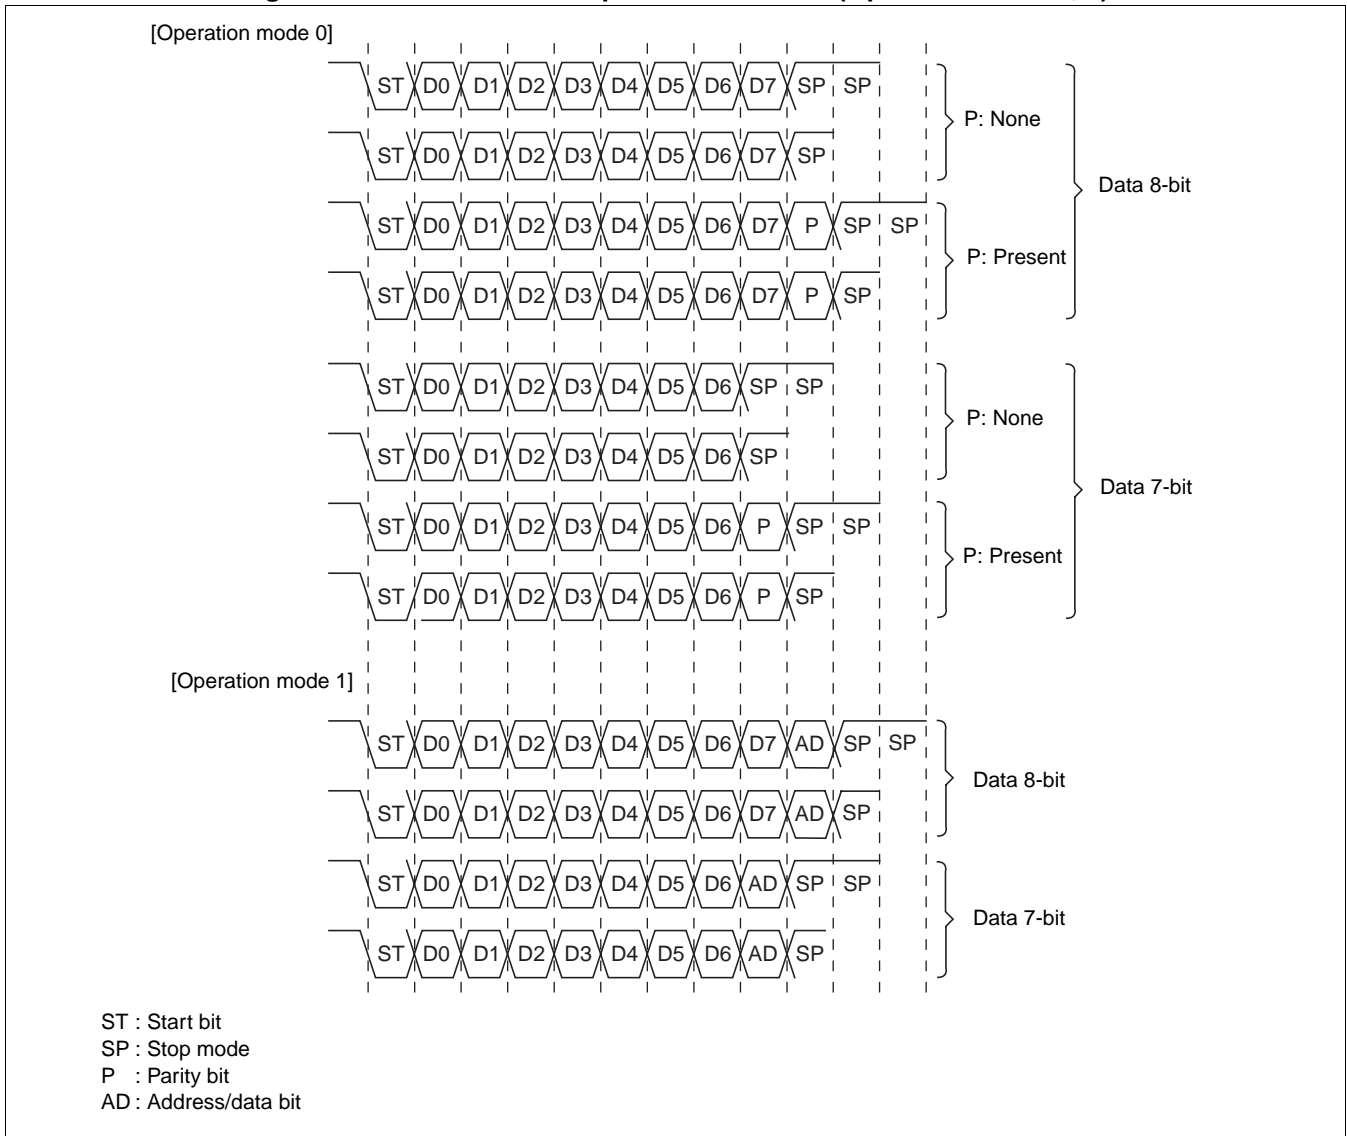 [Operation mode 0]
ST D0 D1 D2 D3 D4 D5 D6 D7 SP SP
P: None
ST D0 D1 D2 D3 D4 D5 D6 D7 SP
Data 8-bit
ST D0 D1 D2 D3 D4 D5 D6 D7 P SP SP
P: Present
ST D0 D1 D2 D3 D4 D5 D6 D7 P SP
ST D0 D1 D2 D3 D4 D5 D6 SP SP
P: None
ST D0 D1 D2 D3 D4 D5 D6 SP
Data 7-bit
ST D0 D1 D2 D3 D4 D5 D6 P SP SP
P: Present
ST D0 D1 D2 D3 D4 D5 D6 P SP
[Operation mode 1]
ST D0 D1 D2 D3 D4 D5 D6 D7 AD SP SP
Data 8-bit
ST D0 D1 D2 D3 D4 D5 D6 D7 AD SP
ST D0 D1 D2 D3 D4 D5 D6 AD SP SP
Data 7-bit
ST D0 D1 D2 D3 D4 D5 D6 AD SP
ST : Start bit
SP : Stop mode
P : Parity bit
AD : Address/data bit